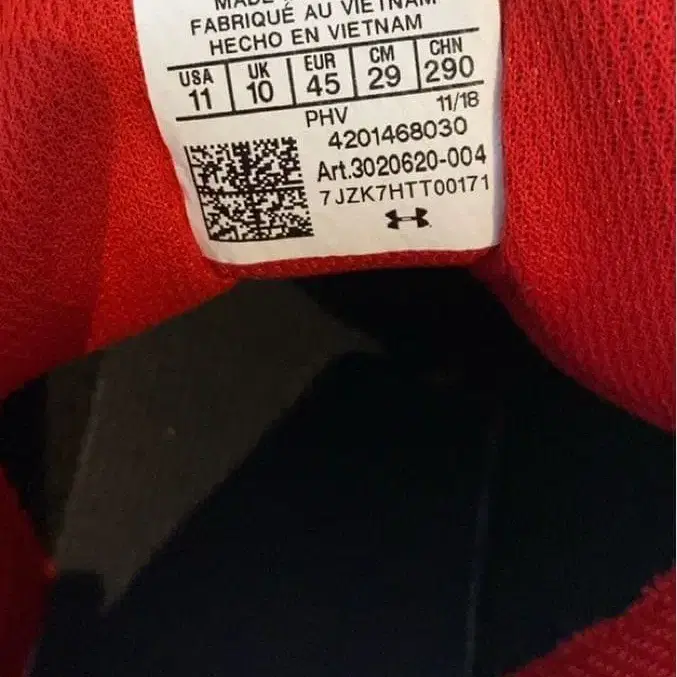 MADE
FABRIQUÉ AU VIETNAM
HECHO EN VIETNAM
USA UK EUR CM CHN
11 10 45 29 290
PHV 11/18
4201468030
Art.3020620-004
7JZK7HTT00171